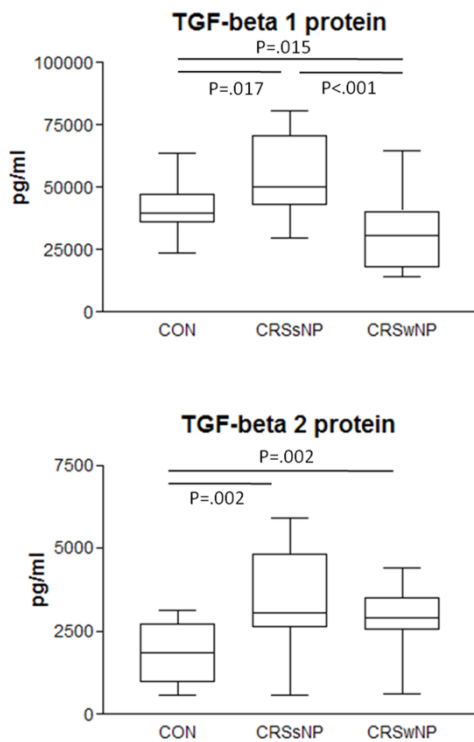 TGF-beta 1 protein
P=.015
P=.017
P<.001
100000
75000
50000
25000
0
pg/ml
CON
CRSsNP
CRSwNP
TGF-beta 2 protein
P=.002
P=.002
7500
5000
2500
0
pg/ml
CON
CRSsNP
CRSwNP